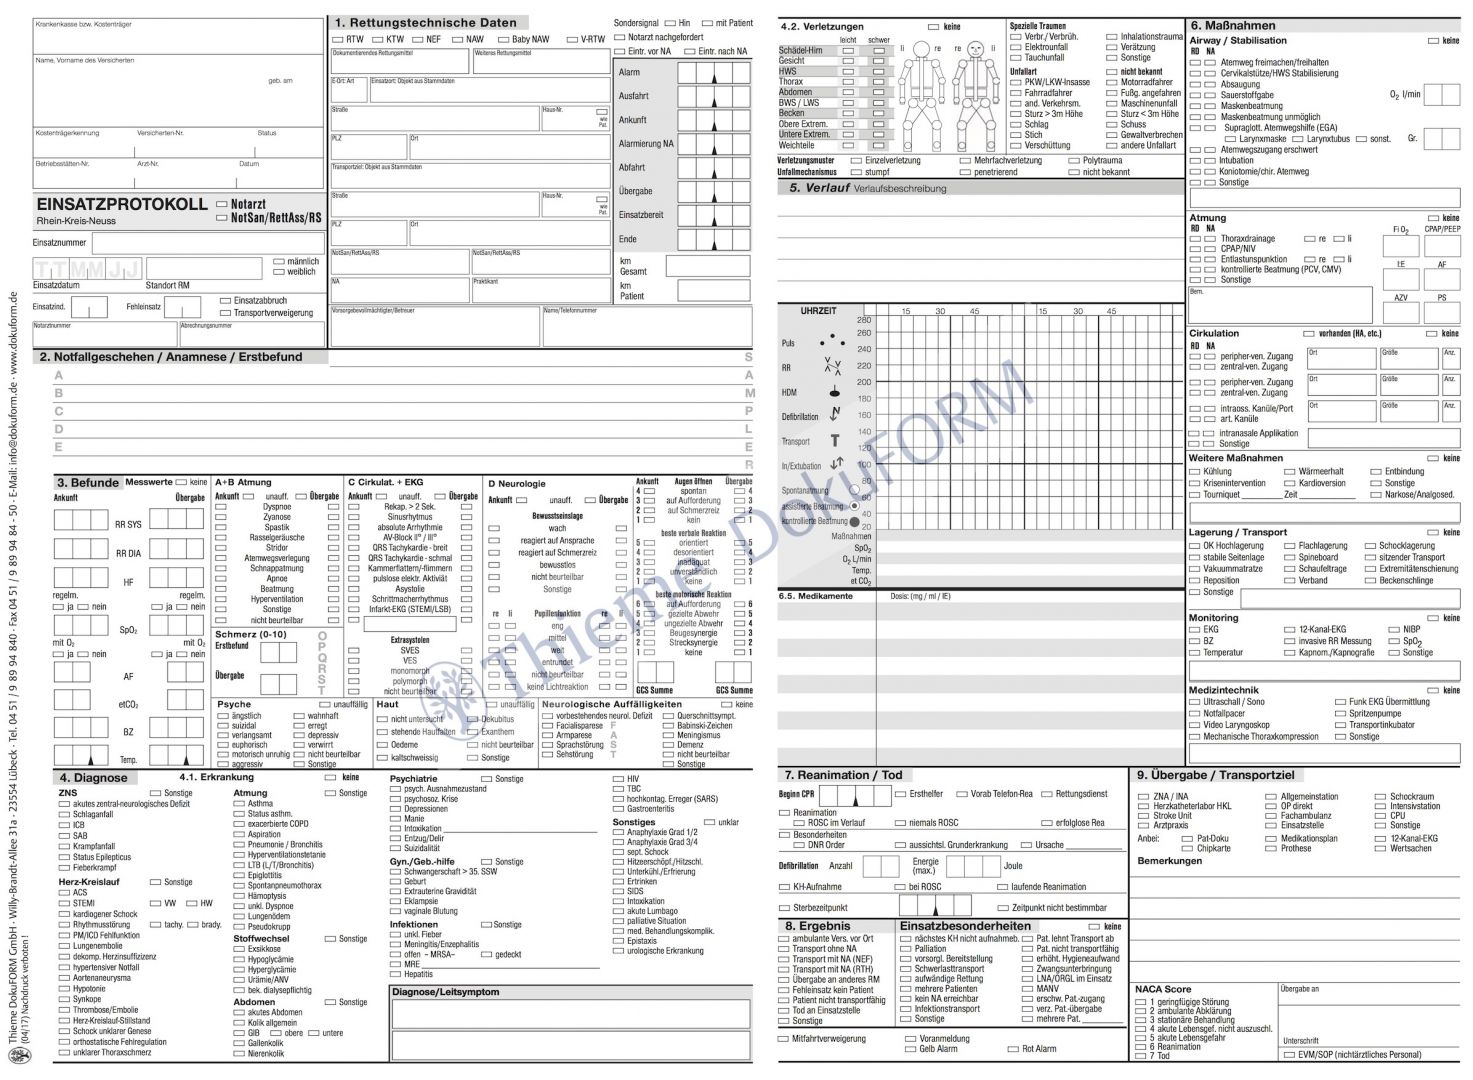 Krankenkasse bzw. Kostenträger
Name, Vorname des Versicherten
geb. am
Kostenträgerkennung Versicherten-Nr. Status
Betriebsstätten-Nr. Arzt-Nr. Datum
EINSATZPROTOKOLL
Rhein-Kreis-Neuss
Notarzt
NotSan/RettAss/RS
Einsatznummer
TTMMJJ
Einsatzdatum Standort RM
männlich
weiblich
Einsatzind. Fehleinsatz
Einsatzabbruch
Transportverweigerung
Notarztnummer Abrechnungsnummer
1. Rettungstechnische Daten
RTW KTW NEF NAW Baby NAW V-RTW
Dokumentierendes Rettungsmittel Weiteres Rettungsmittel
E-Ort: Art Einsatzort: Objekt aus Stammdaten
Straße Haus-Nr. wie Pat.
PLZ Ort
Transportziel: Objekt aus Stammdaten
Straße Haus-Nr. wie Pat.
PLZ Ort
NotSan/RettAss/RS NotSan/RettAss/RS
NA Praktikant
Vorsorgebevollmächtigter/Betreuer Name/Telefonnummer
Sondersignal Hin mit Patient
Notarzt nachgefordert
Eintr. vor NA Eintr. nach NA
Alarm
Ausfahrt
Ankunft
Alarmierung NA
Abfahrt
Übergabe
Einsatzbereit
Ende
km Gesamt
km Patient
2. Notfallgeschehen / Anamnese / Erstbefund
S
A A
B M
C P
D L
E E
R
3. Befunde Messwerte keine
Ankunft Übergabe
RR SYS
RR DIA
HF
regelm. regelm.
ja nein ja nein
SpO₂
mit O₂ mit O₂
ja nein ja nein
AF
etCO₂
BZ
Temp.
A+B Atmung
Ankunft unauff. Übergabe
Dyspnoe
Zyanose
Spastik
Rasselgeräusche
Stridor
Atemwegsverlegung
Schnappatmung
Apnoe
Beatmung
Hyperventilation
Sonstige
nicht beurteilbar
Schmerz (0-10)
Erstbefund
Übergabe
O
P
Q
R
S
T
C Cirkulat. + EKG
Ankunft unauff. Übergabe
Rekap. > 2 Sek.
Sinusrhytmus
absolute Arrhythmie
AV-Block II° / III°
QRS Tachykardie - breit
QRS Tachykardie - schmal
Kammerflattern/-flimmern
pulslose elektr. Aktiviät
Asystolie
Schrittmacherrhythmus
Infarkt-EKG (STEMI/LSB)
Extrasystolen
SVES
VES
monomorph
polymorph
nicht beurteilbar
D Neurologie
Ankunft unauff. Übergabe
Bewusstseinslage
wach
reagiert auf Ansprache
reagiert auf Schmerzreiz
bewusstlos
nicht beurteilbar
Sonstige
re li Pupillenfunktion re li
eng
mittel
weit
entrundet
nicht beurteilbar
keine Lichtreaktion
Ankunft Augen öffnen Übergabe
4 spontan 4
3 auf Aufforderung 3
2 auf Schmerzreiz 2
1 kein 1
beste verbale Reaktion
5 orientiert 5
4 desorientiert 4
3 inadäquat 3
2 unverständlich 2
1 keine 1
beste motorische Reaktion
6 auf Aufforderung 6
5 gezielte Abwehr 5
4 ungezielte Abwehr 4
3 Beugesynergie 3
2 Strecksynergie 2
1 keine 1
GCS Summe GCS Summe
Psyche unauffällig
ängstlich wahnhaft
suizidal erregt
verlangsamt depressiv
euphorisch verwirrt
motorisch unruhig nicht beurteilbar
aggressiv Sonstige
Haut unauffällig
nicht untersucht Dekubitus
stehende Hautfalten Exanthem
Oedeme nicht beurteilbar
kaltschweissig Sonstige
Neurologische Auffälligkeiten keine
vorbestehendes neurol. Defizit Querschnittsympt.
Facialisparese F Babinski-Zeichen
Armparese A Meningismus
Sprachstörung S Demenz
Sehstörung T nicht beurteilbar
Sonstige
4. Diagnose 4.1. Erkrankung keine
ZNS Sonstige
akutes zentral-neurologisches Defizit
Schlaganfall
ICB
SAB
Krampfanfall
Status Epilepticus
Fieberkrampf
Herz-Kreislauf Sonstige
ACS
STEMI VW HW
kardiogener Schock
Rhythmusstörung tachy. brady.
PM/ICD Fehlfunktion
Lungenembolie
dekomp. Herzinsuffizienz
hypertensiver Notfall
Aortenaneurysma
Hypotonie
Synkope
Thrombose/Embolie
Herz-Kreislauf-Stillstand
Schock unklarer Genese
orthostatische Fehlregulation
unklarer Thoraxschmerz
Atmung Sonstige
Asthma
Status asthm.
exacerbierte COPD
Aspiration
Pneumonie / Bronchitis
Hyperventilationstetanie
LTB (L/T/Bronchitis)
Epiglottitis
Spontanpneumothorax
Hämoptysis
unkl. Dyspnoe
Lungenödem
Pseudokrupp
Stoffwechsel Sonstige
Exsikkose
Hypoglycämie
Hyperglycämie
Urämie/ANV
bek. dialysepflichtig
Abdomen Sonstige
akutes Abdomen
Kolik allgemein
GIB obere untere
Gallenkolik
Nierenkolik
Psychiatrie Sonstige
psych. Ausnahmezustand
psychosoz. Krise
Depressionen
Manie
Intoxikation
Entzug/Delir
Suizidalität
Gyn./Geb.-hilfe Sonstige
Schwangerschaft > 35. SSW
Geburt
Extrauterine Gravidität
Eklampsie
vaginale Blutung
Infektionen Sonstige
unkl. Fieber
Meningitis/Enzephalitis
offen – MRSA– gedeckt
MRE
Hepatitis
HIV
TBC
hochkontag. Erreger (SARS)
Gastroenteritis
Sonstiges unklar
Anaphylaxie Grad 1/2
Anaphylaxie Grad 3/4
sept. Schock
Hitzeerschöpf./Hitzschl.
Unterkühl./Erfrierung
Ertrinken
SIDS
Intoxikation
akute Lumbago
palliative Situation
med. Behandlungskomplik.
Epistaxis
urologische Erkrankung
Diagnose/Leitsymptom
Thieme DokuFORM GmbH · Willy-Brandt-Allee 31a · 23554 Lübeck · Tel. 04 51 / 9 89 94 840 · Fax 04 51 / 9 89 94 84 - 50 · E-Mail: info@dokuform.de · www.dokuform.de
(04/17) Nachdruck verboten !
Thieme DokuFORM
4.2. Verletzungen keine
leicht schwer
Schädel-Hirn
Gesicht
HWS
Thorax
Abdomen
BWS / LWS
Becken
Obere Extrem.
Untere Extrem.
Weichteile
li re re li
Spezielle Traumen
Verbr./ Verbrüh. Inhalationstrauma
Elektrounfall Verätzung
Tauchunfall Sonstige
Unfallart nicht bekannt
PKW/LKW-Insasse Motorradfahrer
Fahrradfahrer Fußg. angefahren
and. Verkehrsm. Maschinenunfall
Sturz > 3m Höhe Sturz < 3m Höhe
Schlag Schuss
Stich Gewaltverbrechen
Verschüttung andere Unfallart
Verletzungsmuster Einzelverletzung Mehrfachverletzung Polytrauma
Unfallmechanismus stumpf penetrierend nicht bekannt
5. Verlauf Verlaufsbeschreibung
UHRZEIT 15 30 45 15 30 45
280
260
Puls 240
220
RR 200
HDM 180
Defibrillation 160
140
Transport T 120
In/Extubation 100
80
Spontanatmung 60
assistierte Beatmung 40
kontrollierte Beatmung 20
Maßnahmen
SpO₂
O₂ L/min
Temp.
et CO₂
6.5. Medikamente Dosis: (mg / ml / IE)
6. Maßnahmen
Airway / Stabilisation keine
RD NA
Atemweg freimachen/freihalten
Cervikalstütze/HWS Stabilisierung
Absaugung
Sauerstoffgabe O₂ l/min
Maskenbeatmung
Maskenbeatmung unmöglich
Supraglott. Atemwegshilfe (EGA)
Larynxmaske Larynxtubus sonst. Gr.
Atemwegszugang erschwert
Intubation
Koniotomie/chir. Atemweg
Sonstige
Atmung keine
RD NA Fi O₂ CPAP/PEEP
Thoraxdrainage re li
CPAP/NIV
Entlastunspunktion re li
kontrollierte Beatmung (PCV, CMV)
Sonstige
I:E AF
Bem.
AZV PS
Cirkulation vorhanden (HA, etc.) keine
RD NA
peripher-ven. Zugang Ort Größe Anz.
zentral-ven. Zugang
peripher-ven. Zugang Ort Größe Anz.
zentral-ven. Zugang
intraoss. Kanüle/Port Ort Größe Anz.
art. Kanüle
intranasale Applikation
Sonstige
Weitere Maßnahmen keine
Kühlung Wärmeerhalt Entbindung
Krisenintervention Kardioversion Sonstige
Tourniquet Zeit Narkose/Analgosed.
Lagerung / Transport keine
OK Hochlagerung Flachlagerung Schocklagerung
stabile Seitenlage Spineboard sitzender Transport
Vakuummatratze Schaufeltrage Extremitätenschienung
Reposition Verband Beckenschlinge
Sonstige
Monitoring keine
EKG 12-Kanal-EKG NIBP
BZ invasive RR Messung SpO₂
Temperatur Kapnom./Kapnografie Sonstige
Medizintechnik keine
Ultraschall / Sono Funk EKG Übermittlung
Notfallpacer Spritzenpumpe
Video Laryngoskop Transportinkubator
Mechanische Thoraxkompression Sonstige
7. Reanimation / Tod
Beginn CPR Ersthelfer Vorab Telefon-Rea Rettungsdienst
Reanimation
ROSC im Verlauf niemals ROSC erfolglose Rea
Besonderheiten
DNR Order aussichtsl. Grunderkrankung Ursache
Defibrillation Anzahl Energie (max.) Joule
KH-Aufnahme bei ROSC laufende Reanimation
Sterbezeitpunkt Zeitpunkt nicht bestimmbar
8. Ergebnis
ambulante Vers. vor Ort
Transport ohne NA
Transport mit NA (NEF)
Transport mit NA (RTH)
Übergabe an anderes RM
Fehleinsatz kein Patient
Patient nicht transportfähig
Tod an Einsatzstelle
Sonstige
Einsatzbesonderheiten keine
nächstes KH nicht aufnahmeb. Pat. lehnt Transport ab
Palliation Pat. nicht transportfähig
vorsorgl. Bereitstellung erhöht. Hygieneaufwand
Schwerlasttransport Zwangsunterbringung
aufwändige Rettung LNA/ORGL im Einsatz
mehrere Patienten MANV
kein NA erreichbar erschw. Pat.-zugang
Infektionstransport verz. Pat.-übergabe
Sonstige mehrere Pat.
Mitfahrtverweigerung Voranmeldung
Gelb Alarm Rot Alarm
9. Übergabe / Transportziel
ZNA / INA Allgemeinstation Schockraum
Herzkatheterlabor HKL OP direkt Intensivstation
Stroke Unit Fachambulanz CPU
Arztpraxis Einsatzstelle Sonstige
Anbei: Pat-Doku Medikationsplan 12-Kanal-EKG
Chipkarte Prothese Wertsachen
Bemerkungen
NACA Score
1 geringfügige Störung
2 ambulante Abklärung
3 stationäre Behandlung
4 akute Lebensgef. nicht auszuschl.
5 akute Lebensgefahr
6 Reanimation
7 Tod
Übergabe an
Unterschrift
EVM/SOP (nichtärztliches Personal)